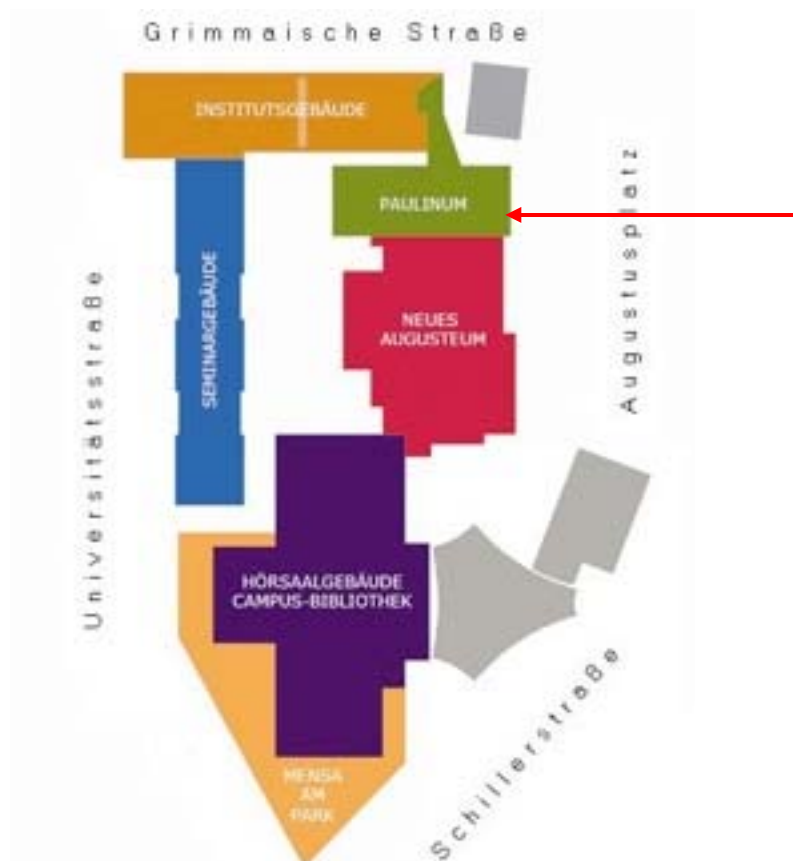 Grimmaische Straße
INSTITUTSGEBÄUDE
PAULINUM
Augustusplatz
SEMINARGEBÄUDE
Universitätsstraße
NEUES
AUGUSTEUM
HÖRSAALGEBÄUDE
CAMPUS-BIBLIOTHEK
Schillerstraße
MENSA
AM
PARK